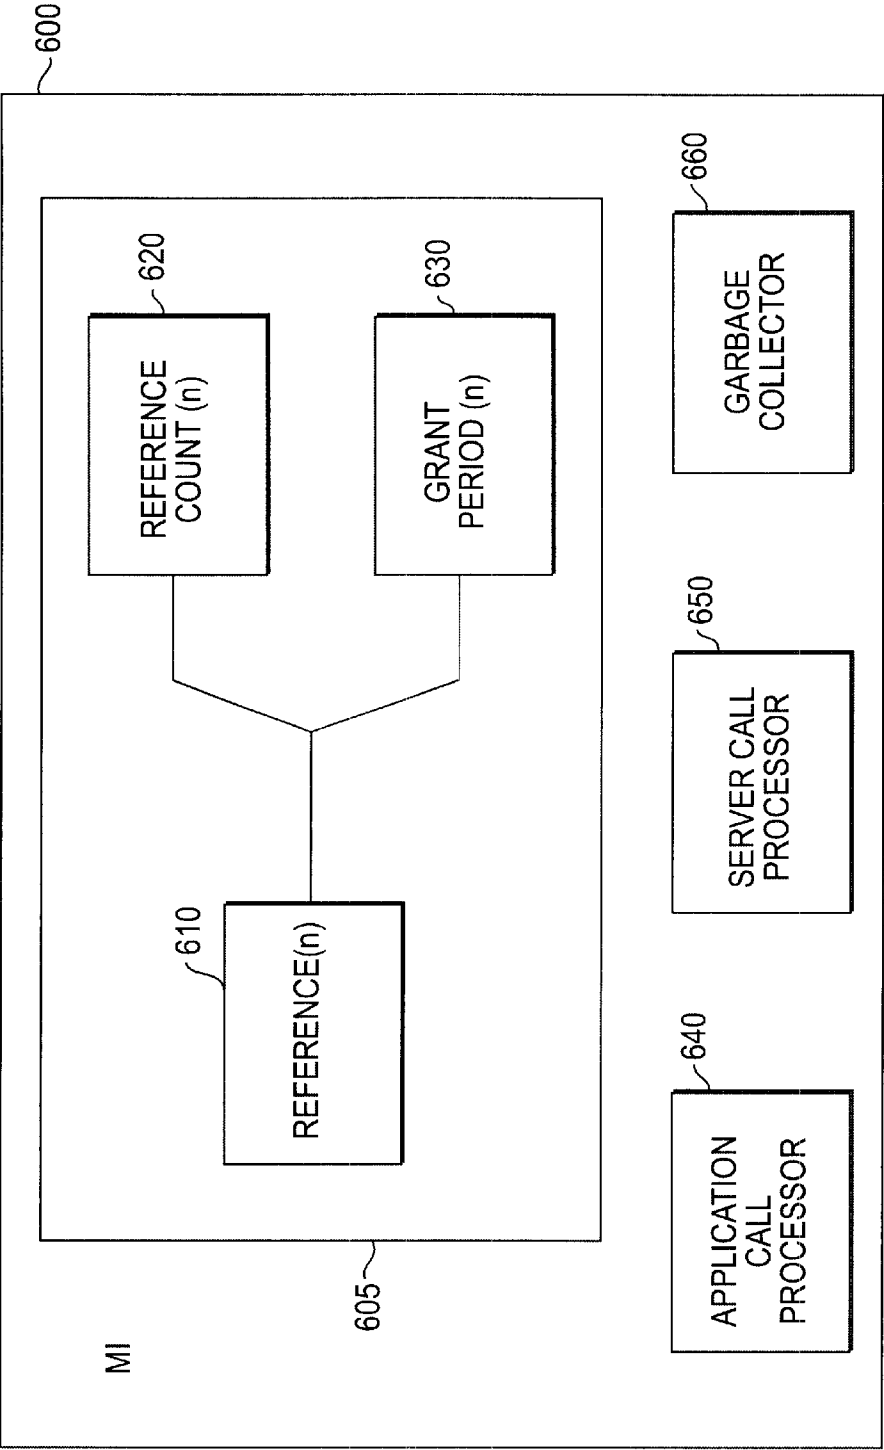 600
MI
605
610
REFERENCE(n)
620
REFERENCE
COUNT (n)
630
GRANT
PERIOD (n)
640
APPLICATION
CALL
PROCESSOR
650
SERVER CALL
PROCESSOR
660
GARBAGE
COLLECTOR